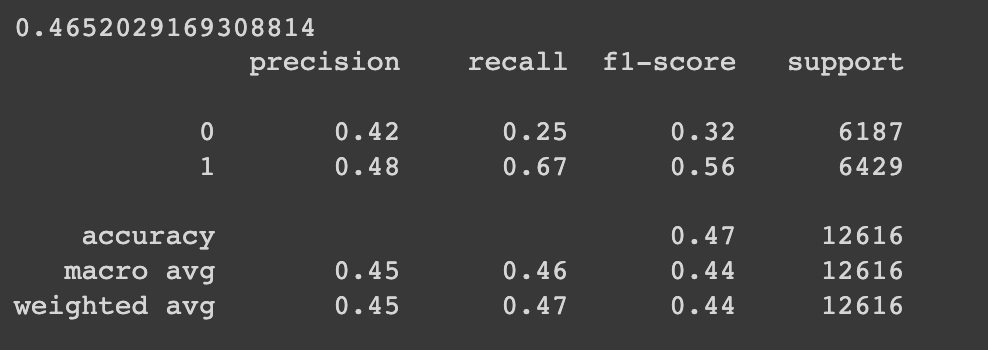 0.4652029169308814
precision recall f1-score support
0 0.42 0.25 0.32 6187
1 0.48 0.67 0.56 6429
accuracy 0.47 12616
macro avg 0.45 0.46 0.44 12616
weighted avg 0.45 0.47 0.44 12616